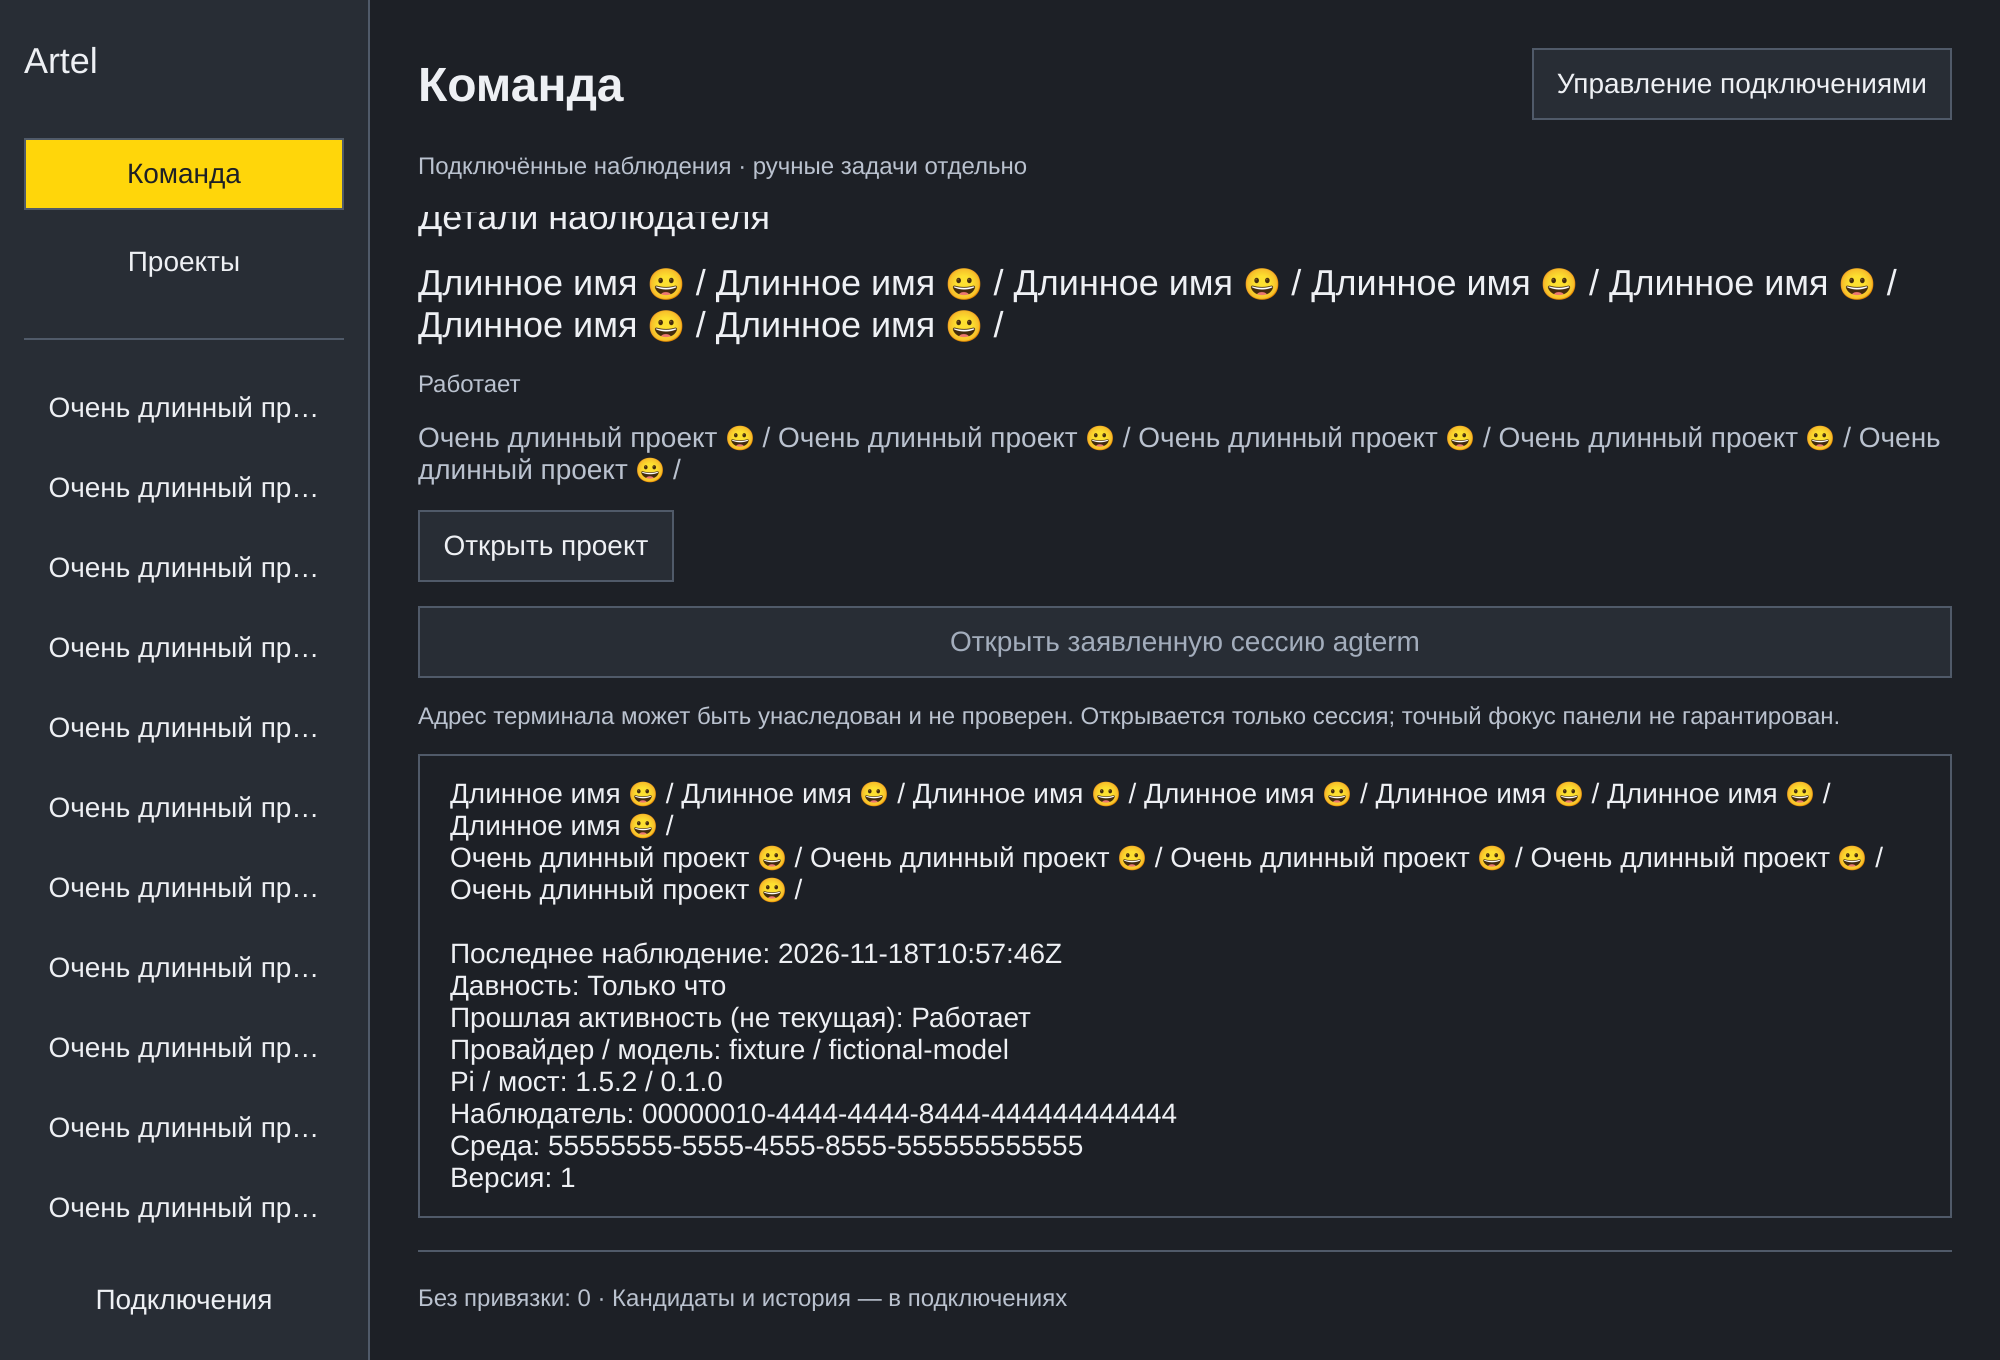 Artel
Команда
Проекты
Очень длинный пр…
Очень длинный пр…
Очень длинный пр…
Очень длинный пр…
Очень длинный пр…
Очень длинный пр…
Очень длинный пр…
Очень длинный пр…
Очень длинный пр…
Очень длинный пр…
Очень длинный пр…
Подключения
Команда
Управление подключениями
Подключённые наблюдения · ручные задачи отдельно
Детали наблюдателя
Длинное имя 😀 / Длинное имя 😀 / Длинное имя 😀 / Длинное имя 😀 / Длинное имя 😀 /
Длинное имя 😀 / Длинное имя 😀 /
Работает
Очень длинный проект 😀 / Очень длинный проект 😀 / Очень длинный проект 😀 / Очень длинный проект 😀 / Очень
длинный проект 😀 /
Открыть проект
Открыть заявленную сессию agterm
Адрес терминала может быть унаследован и не проверен. Открывается только сессия; точный фокус панели не гарантирован.
Длинное имя 😀 / Длинное имя 😀 / Длинное имя 😀 / Длинное имя 😀 / Длинное имя 😀 / Длинное имя 😀 /
Длинное имя 😀 /
Очень длинный проект 😀 / Очень длинный проект 😀 / Очень длинный проект 😀 / Очень длинный проект 😀 /
Очень длинный проект 😀 /
Последнее наблюдение: 2026-11-18T10:57:46Z
Давность: Только что
Прошлая активность (не текущая): Работает
Провайдер / модель: fixture / fictional-model
Pi / мост: 1.5.2 / 0.1.0
Наблюдатель: 00000010-4444-4444-8444-444444444444
Среда: 55555555-5555-4555-8555-555555555555
Версия: 1
Без привязки: 0 · Кандидаты и история — в подключениях